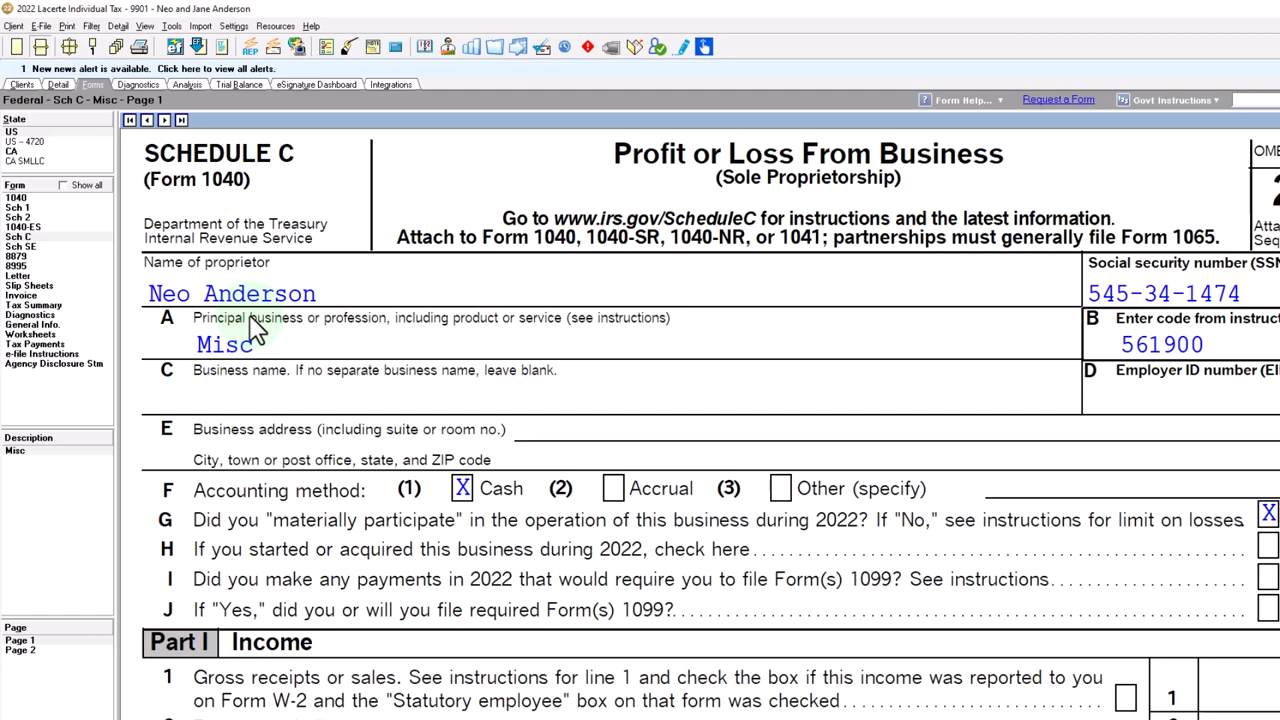 2022 Lacerte Individual Tax - 9901 - Neo and Jane Anderson
Client E-File Print Filter Detail View Tools Import Settings Resources Help
1 New news alert is available. Click here to view all alerts.
Clients Detail Forms Diagnostics Analysis Trial Balance eSignature Dashboard Integrations
Federal - Sch C - Misc - Page 1
? Form Help... Request a Form Govt Instructions
State
US
US -- 4720
CA
CA SMLLC
Form Show all
1040
Sch 1
Sch 2
1040-ES
Sch C
Sch SE
8879
8995
Letter
Slip Sheets
Invoice
Tax Summary
Diagnostics
General Info.
Worksheets
Tax Payments
e-file Instructions
Agency Disclosure Stm
Description
Misc
Page
Page 1
Page 2
SCHEDULE C
(Form 1040)
Department of the Treasury
Internal Revenue Service
Profit or Loss From Business
(Sole Proprietorship)
Go to www.irs.gov/ScheduleC for instructions and the latest information.
Attach to Form 1040, 1040-SR, 1040-NR, or 1041; partnerships must generally file Form 1065.
OME
2
Atta
Seq
Name of proprietor
Social security number (SSN
Neo Anderson
545-34-1474
A Principal business or profession, including product or service (see instructions)
B Enter code from instruct
Misc
561900
C Business name. If no separate business name, leave blank.
D Employer ID number (EI
E Business address (including suite or room no.)
City, town or post office, state, and ZIP code
F Accounting method: (1) X Cash (2) Accrual (3) Other (specify)
G Did you "materially participate" in the operation of this business during 2022? If "No," see instructions for limit on losses. X
H If you started or acquired this business during 2022, check here
I Did you make any payments in 2022 that would require you to file Form(s) 1099? See instructions
J If "Yes," did you or will you file required Form(s) 1099?
Part I Income
1 Gross receipts or sales. See instructions for line 1 and check the box if this income was reported to you
on Form W-2 and the "Statutory employee" box on that form was checked 1